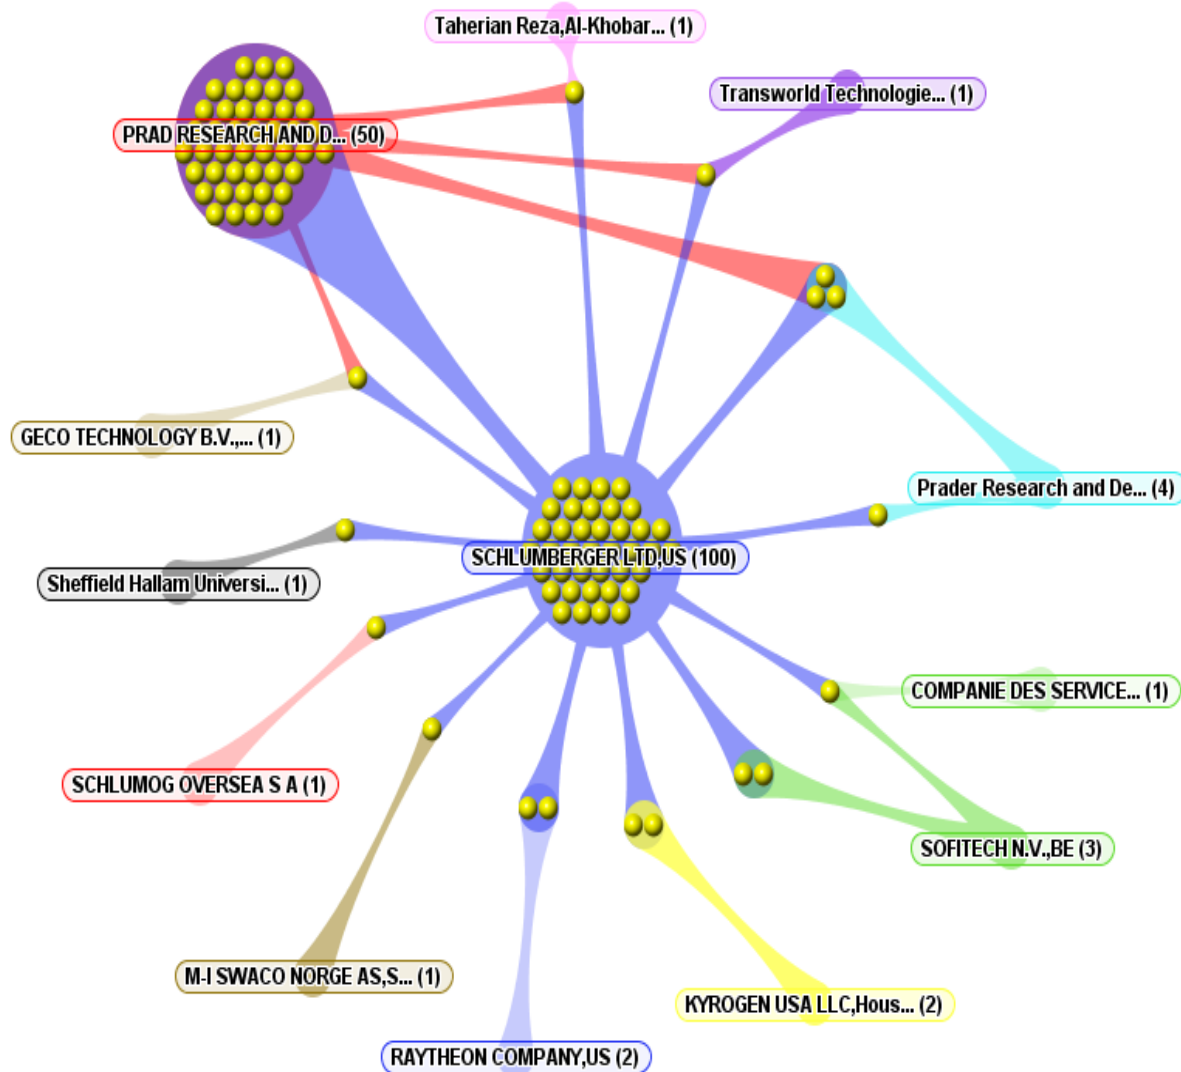 Taherian Reza,Al-Khobar... (1)
Transworld Technologie... (1)
PRAD RESEARCH AND D... (50)
GECO TECHNOLOGY B.V.,... (1)
Prader Research and De... (4)
SCHLUMBERGER LTD,US (100)
Sheffield Hallam Universi... (1)
COMPANIE DES SERVICE... (1)
SCHLUMOG OVERSEA S A (1)
SOFITECH N.V.,BE (3)
M-I SWACO NORGE AS,S... (1)
KYROGEN USA LLC,Hous... (2)
RAYTHEON COMPANY,US (2)